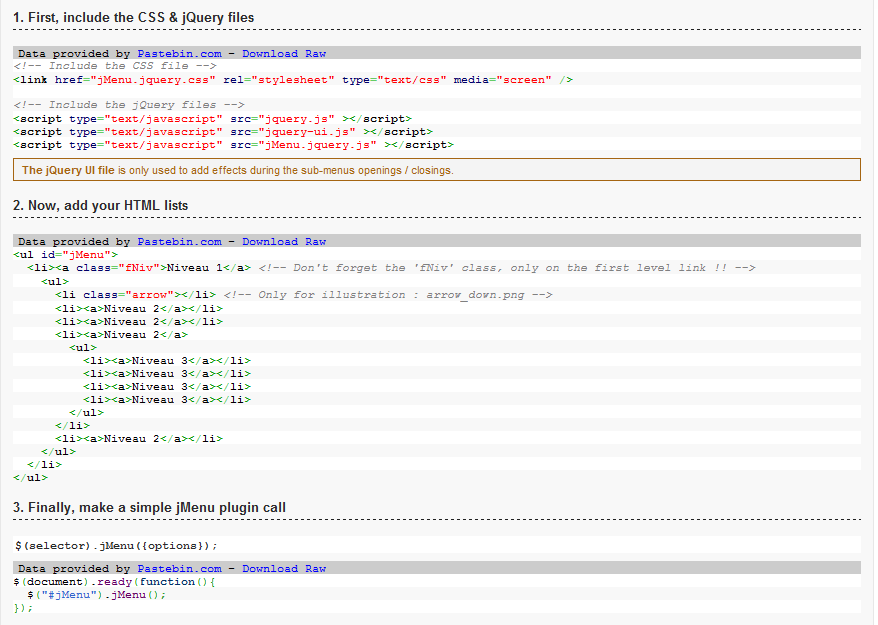 1. First, include the CSS & jQuery files
Data provided by Pastebin.com - Download Raw
<!-- Include the CSS file -->
<link href="jMenu.jquery.css" rel="stylesheet" type="text/css" media="screen" />
<!-- Include the jQuery files -->
<script type="text/javascript" src="jquery.js" ></script>
<script type="text/javascript" src="jquery-ui.js" ></script>
<script type="text/javascript" src="jMenu.jquery.js" ></script>
The jQuery UI file is only used to add effects during the sub-menus openings / closings.
2. Now, add your HTML lists
Data provided by Pastebin.com - Download Raw
<ul id="jMenu">
<li><a class="fNiv">Niveau 1</a> <!-- Don't forget the 'fNiv' class, only on the first level link !! -->
<ul>
<li class="arrow"></li> <!-- Only for illustration : arrow_down.png -->
<li><a>Niveau 2</a></li>
<li><a>Niveau 2</a></li>
<li><a>Niveau 2</a>
<ul>
<li><a>Niveau 3</a></li>
<li><a>Niveau 3</a></li>
<li><a>Niveau 3</a></li>
<li><a>Niveau 3</a></li>
</ul>
</li>
<li><a>Niveau 2</a></li>
</ul>
</li>
</ul>
3. Finally, make a simple jMenu plugin call
$(selector).jMenu({options});
Data provided by Pastebin.com - Download Raw
$(document).ready(function(){
$("#jMenu").jMenu();
});